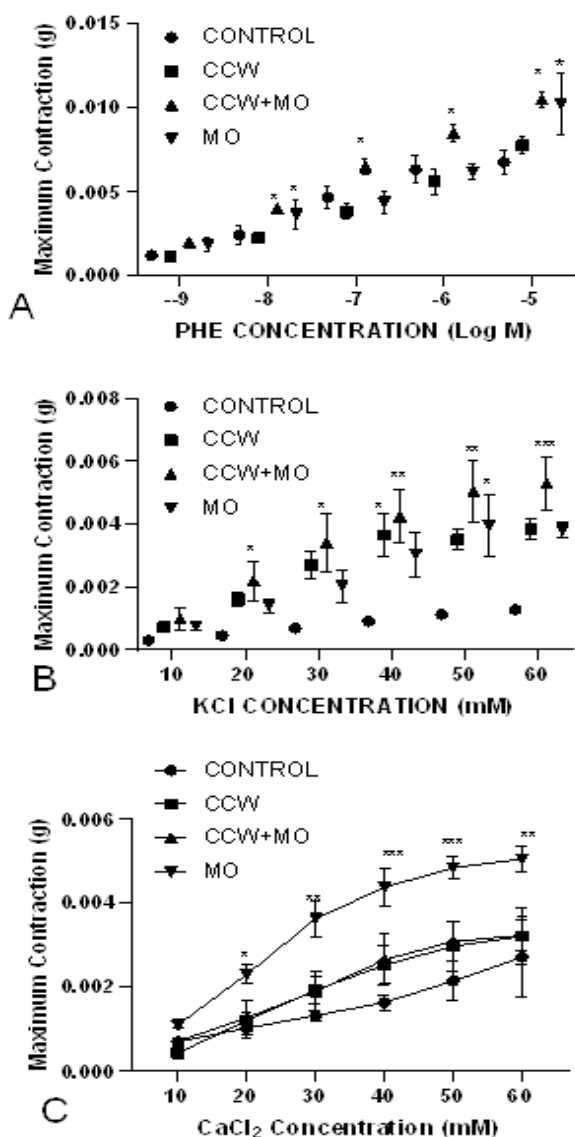 0.015
0.010
0.005
0.000
Maximum Contraction (g)
CONTROL
CCW
CCW+MO
MO
* * * * * *
--9 -8 -7 -6 -5
PHE CONCENTRATION (Log M)
A
0.008
0.006
0.004
0.002
0.000
Maximum Contraction (g)
CONTROL
CCW
CCW+MO
MO
* * * ** ** * ***
10 20 30 40 50 60
KCl CONCENTRATION (mM)
B
CONTROL
CCW
CCW+MO
MO
0.006
0.004
0.002
0.000
Maximum Contraction (g)
* ** *** *** **
10 20 30 40 50 60
CaCl₂ Concentration (mM)
C